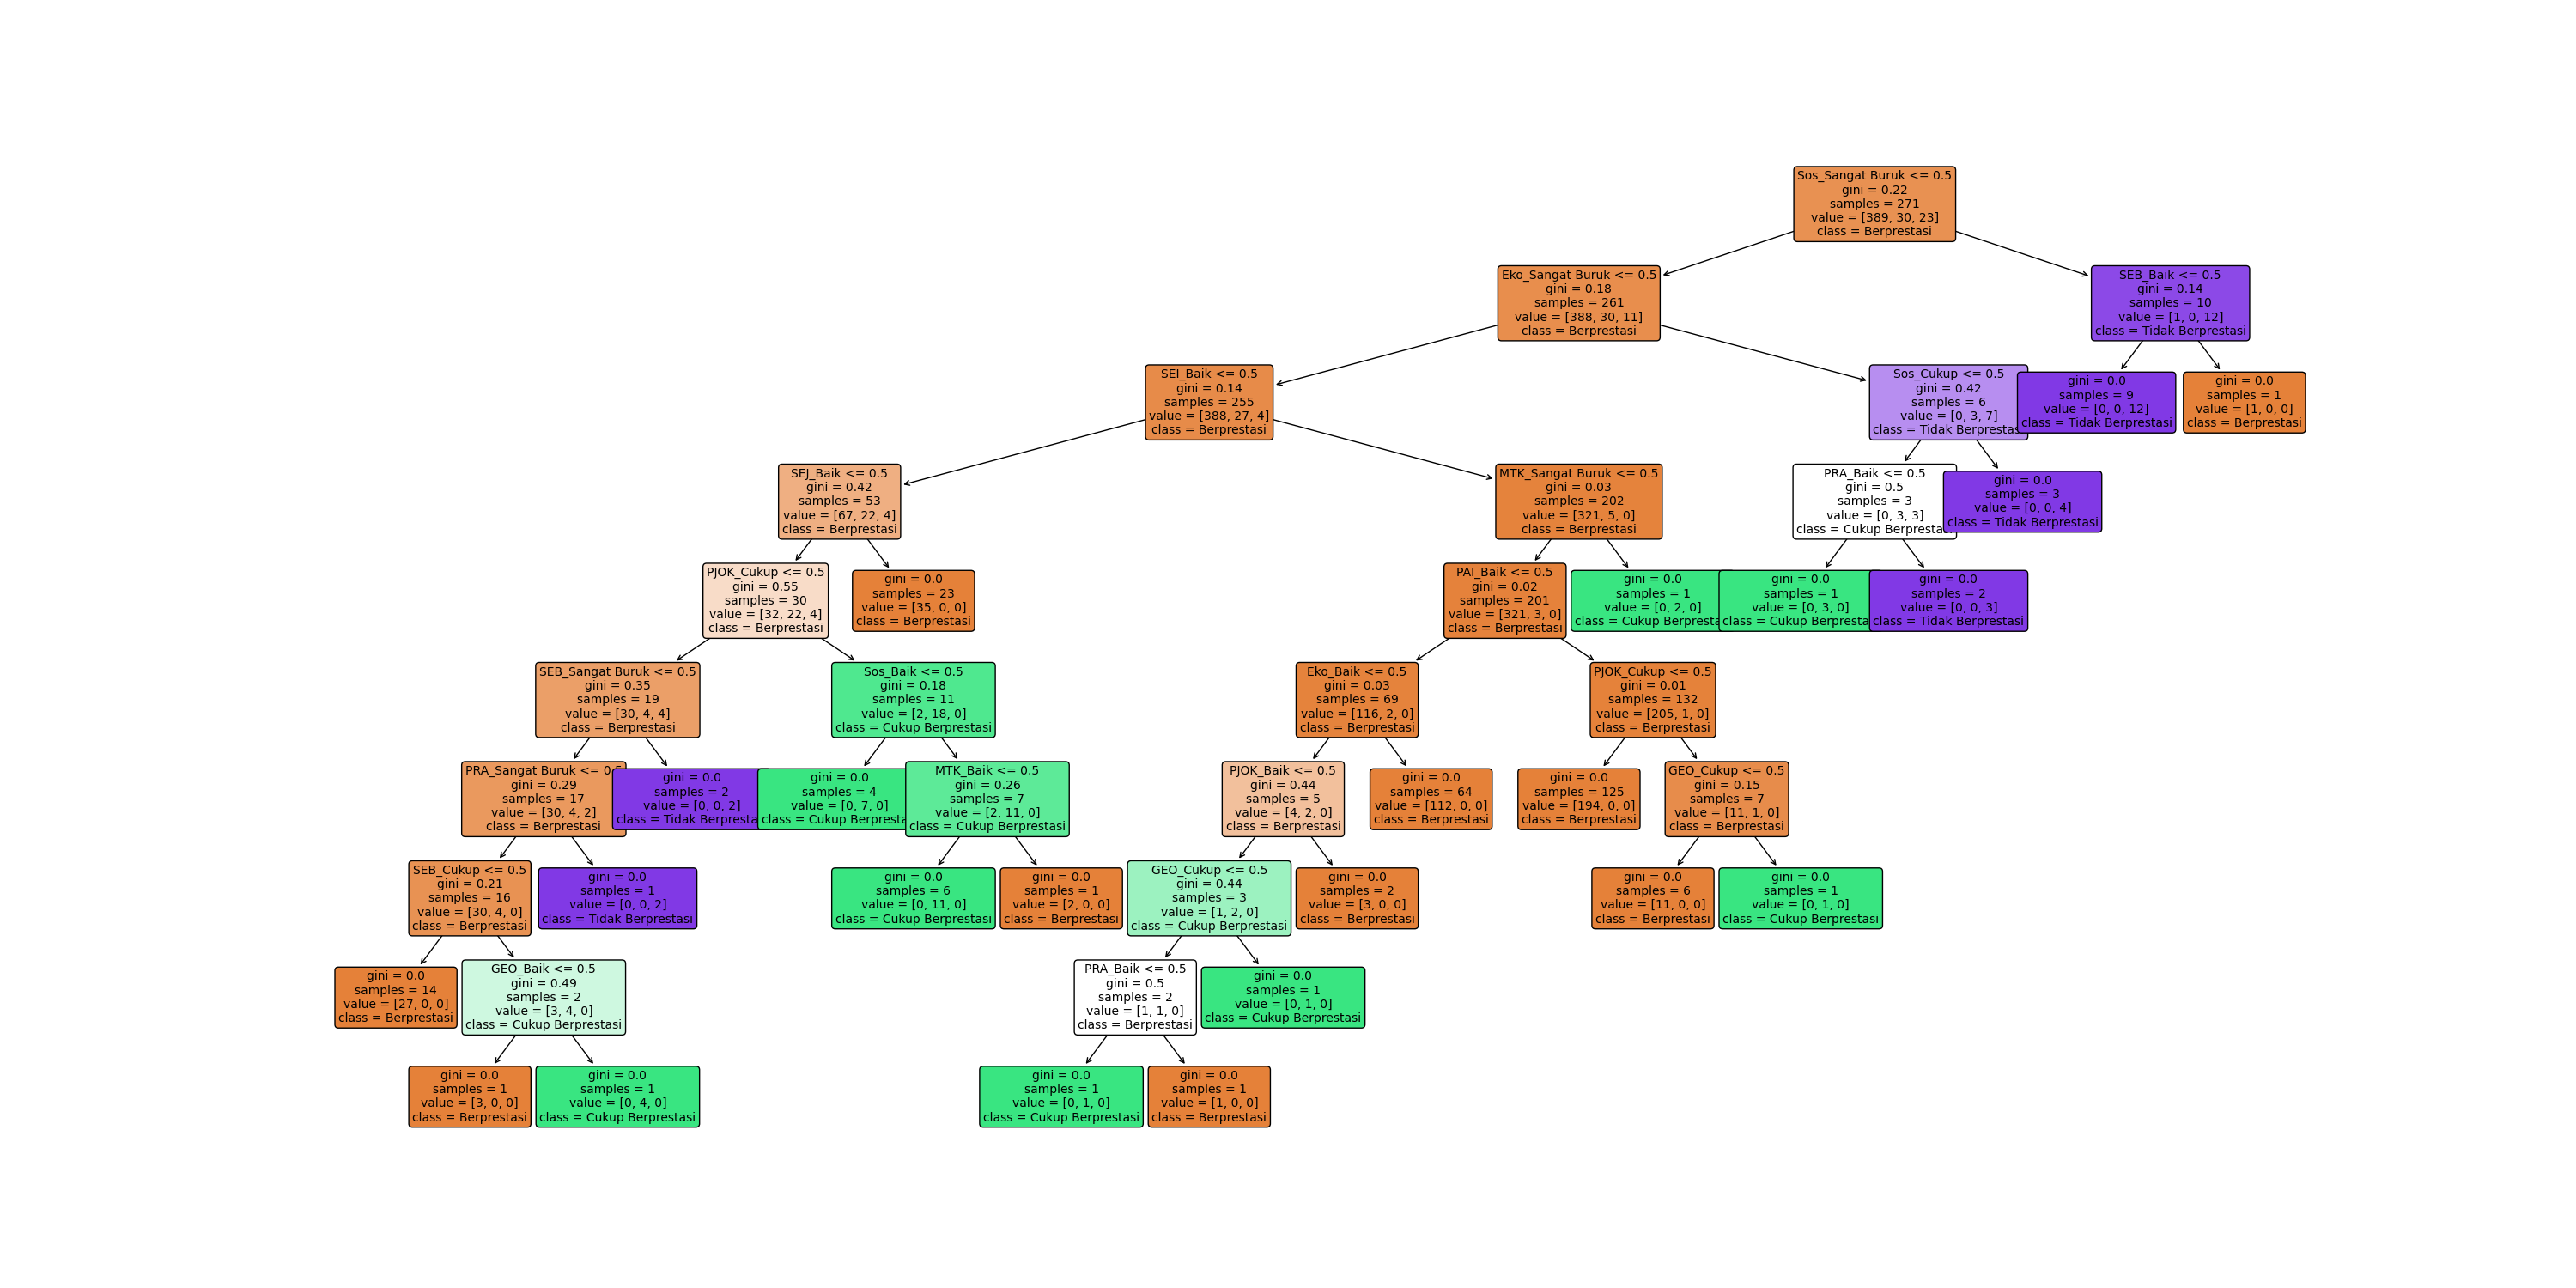 Sos_Sangat Buruk <= 0.5
gini = 0.22
samples = 271
value = [389, 30, 23]
class = Berprestasi
Eko_Sangat Buruk <= 0.5
gini = 0.18
samples = 261
value = [388, 30, 11]
class = Berprestasi
SEB_Baik <= 0.5
gini = 0.14
samples = 10
value = [1, 0, 12]
class = Tidak Berprestasi
SEI_Baik <= 0.5
gini = 0.14
samples = 255
value = [388, 27, 4]
class = Berprestasi
Sos_Cukup <= 0.5
gini = 0.42
samples = 6
value = [0, 3, 7]
class = Tidak Berprestas
gini = 0.0
samples = 9
value = [0, 0, 12]
class = Tidak Berprestasi
gini = 0.0
samples = 1
value = [1, 0, 0]
class = Berprestasi
SEJ_Baik <= 0.5
gini = 0.42
samples = 53
value = [67, 22, 4]
class = Berprestasi
MTK_Sangat Buruk <= 0.5
gini = 0.03
samples = 202
value = [321, 5, 0]
class = Berprestasi
PRA_Baik <= 0.5
gini = 0.5
samples = 3
value = [0, 3, 3]
class = Cukup Berpresta
gini = 0.0
samples = 3
value = [0, 0, 4]
class = Tidak Berprestasi
PJOK_Cukup <= 0.5
gini = 0.55
samples = 30
value = [32, 22, 4]
class = Berprestasi
gini = 0.0
samples = 23
value = [35, 0, 0]
class = Berprestasi
PAI_Baik <= 0.5
gini = 0.02
samples = 201
value = [321, 3, 0]
class = Berprestasi
gini = 0.0
samples = 1
value = [0, 2, 0]
class = Cukup Berpresta
gini = 0.0
samples = 1
value = [0, 3, 0]
class = Cukup Berpresta
gini = 0.0
samples = 2
value = [0, 0, 3]
class = Tidak Berprestasi
SEB_Sangat Buruk <= 0.5
gini = 0.35
samples = 19
value = [30, 4, 4]
class = Berprestasi
Sos_Baik <= 0.5
gini = 0.18
samples = 11
value = [2, 18, 0]
class = Cukup Berprestasi
Eko_Baik <= 0.5
gini = 0.03
samples = 69
value = [116, 2, 0]
class = Berprestasi
PJOK_Cukup <= 0.5
gini = 0.01
samples = 132
value = [205, 1, 0]
class = Berprestasi
PRA_Sangat Buruk <= 0.5
gini = 0.29
samples = 17
value = [30, 4, 2]
class = Berprestasi
gini = 0.0
samples = 2
value = [0, 0, 2]
class = Tidak Berpresta
gini = 0.0
samples = 4
value = [0, 7, 0]
class = Cukup Berpresta
MTK_Baik <= 0.5
gini = 0.26
samples = 7
value = [2, 11, 0]
class = Cukup Berprestasi
PJOK_Baik <= 0.5
gini = 0.44
samples = 5
value = [4, 2, 0]
class = Berprestasi
gini = 0.0
samples = 64
value = [112, 0, 0]
class = Berprestasi
gini = 0.0
samples = 125
value = [194, 0, 0]
class = Berprestasi
GEO_Cukup <= 0.5
gini = 0.15
samples = 7
value = [11, 1, 0]
class = Berprestasi
SEB_Cukup <= 0.5
gini = 0.21
samples = 16
value = [30, 4, 0]
class = Berprestasi
gini = 0.0
samples = 1
value = [0, 0, 2]
class = Tidak Berprestasi
gini = 0.0
samples = 6
value = [0, 11, 0]
class = Cukup Berprestasi
gini = 0.0
samples = 1
value = [2, 0, 0]
class = Berprestasi
GEO_Cukup <= 0.5
gini = 0.44
samples = 3
value = [1, 2, 0]
class = Cukup Berprestasi
gini = 0.0
samples = 2
value = [3, 0, 0]
class = Berprestasi
gini = 0.0
samples = 6
value = [11, 0, 0]
class = Berprestasi
gini = 0.0
samples = 1
value = [0, 1, 0]
class = Cukup Berprestasi
gini = 0.0
samples = 14
value = [27, 0, 0]
class = Berprestasi
GEO_Baik <= 0.5
gini = 0.49
samples = 2
value = [3, 4, 0]
class = Cukup Berprestasi
PRA_Baik <= 0.5
gini = 0.5
samples = 2
value = [1, 1, 0]
class = Berprestasi
gini = 0.0
samples = 1
value = [0, 1, 0]
class = Cukup Berprestasi
gini = 0.0
samples = 1
value = [3, 0, 0]
class = Berprestasi
gini = 0.0
samples = 1
value = [0, 4, 0]
class = Cukup Berprestasi
gini = 0.0
samples = 1
value = [0, 1, 0]
class = Cukup Berprestasi
gini = 0.0
samples = 1
value = [1, 0, 0]
class = Berprestasi